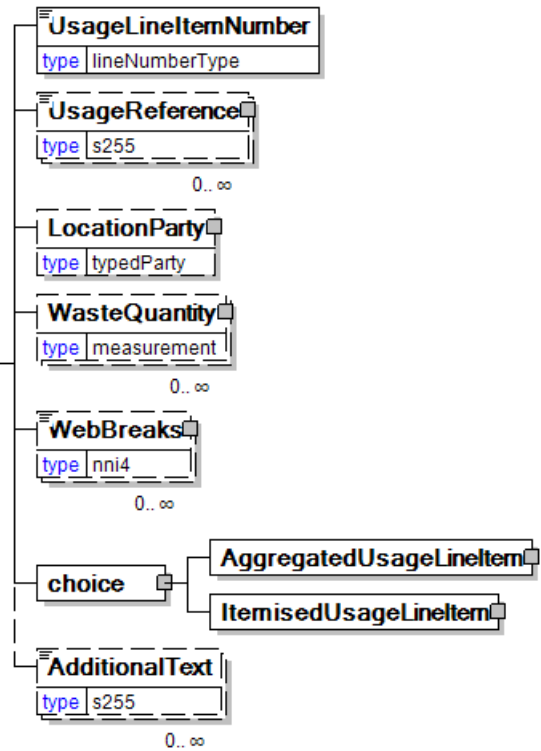 UsageLineItemNumber
type lineNumberType
UsageReference
type s255
0.. ∞
LocationParty
type typedParty
WasteQuantity
type measurement
0.. ∞
WebBreaks
type nni4
0.. ∞
choice
AggregatedUsageLineItem
ItemisedUsageLineItem
AdditionalText
type s255
0.. ∞